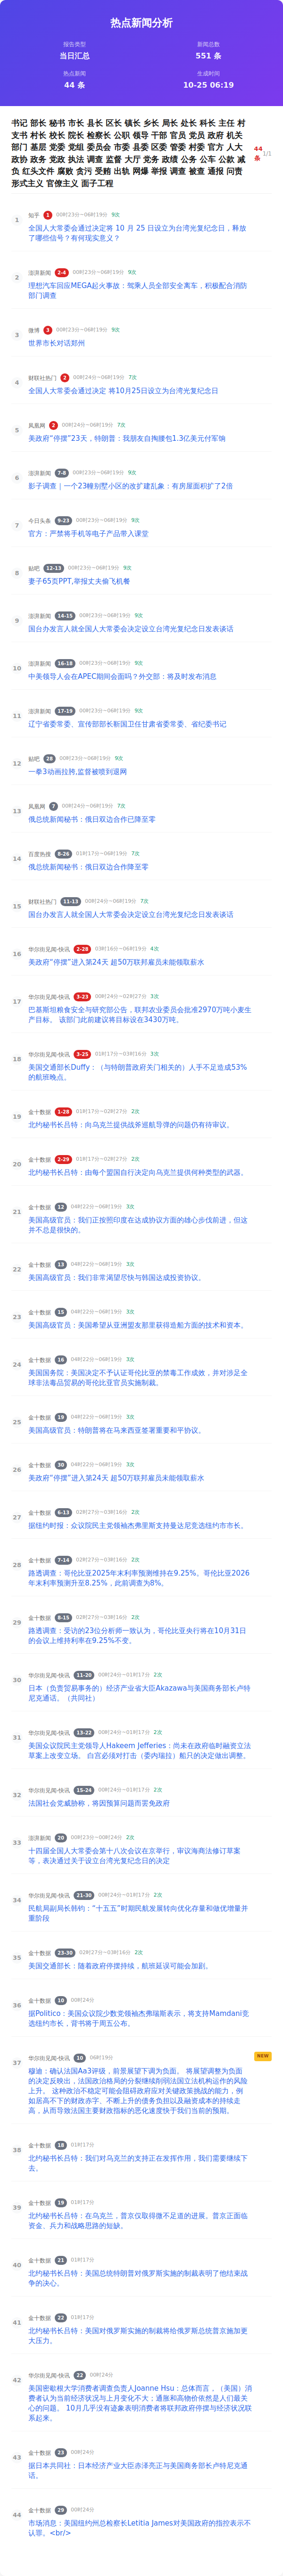 热点新闻分析
报告类型
新闻总数
当日汇总
551 条
热点新闻
生成时间
44 条
10-25 06:19
书记 部长 秘书 市长 县长 区长 镇长 乡长 局长 处长 科长 主任 村
支书 村长 校长 院长 检察长 公职 领导 干部 官员 党员 政府 机关
部门 基层 党委 党组 委员会 市委 县委 区委 管委 村委 官方 人大
政协 政务 党政 执法 调查 监督 大厅 党务 政绩 公务 公车 公款 减
负 红头文件 腐败 贪污 受贿 出轨 网爆 举报 调查 被查 通报 问责
形式主义 官僚主义 面子工程
44
条
1/1
1
知乎 1 00时23分~06时19分 9次
全国人大常委会通过决定将 10 月 25 日设立为台湾光复纪念日，释放
了哪些信号？有何现实意义？
2
澎湃新闻 2-4 00时23分~06时19分 9次
理想汽车回应MEGA起火事故：驾乘人员全部安全离车，积极配合消防
部门调查
3
微博 3 00时23分~06时19分 9次
世界市长对话郑州
4
财联社热门 2 00时24分~06时19分 7次
全国人大常委会通过决定 将10月25日设立为台湾光复纪念日
5
凤凰网 2 00时24分~06时19分 7次
美政府“停摆”23天，特朗普：我朋友自掏腰包1.3亿美元付军饷
6
澎湃新闻 7-8 00时23分~06时19分 9次
影子调查｜一个23幢别墅小区的改扩建乱象：有房屋面积扩了2倍
7
今日头条 9-23 00时23分~06时19分 9次
官方：严禁将手机等电子产品带入课堂
8
贴吧 12-13 00时23分~06时19分 9次
妻子65页PPT,举报丈夫偷飞机餐
9
澎湃新闻 14-15 00时23分~06时19分 9次
国台办发言人就全国人大常委会决定设立台湾光复纪念日发表谈话
10
澎湃新闻 16-18 00时23分~06时19分 9次
中美领导人会在APEC期间会面吗？外交部：将及时发布消息
11
澎湃新闻 17-19 00时23分~06时19分 9次
辽宁省委常委、宣传部部长靳国卫任甘肃省委常委、省纪委书记
12
贴吧 28 00时23分~06时19分 9次
一拳3动画拉胯,监督被喷到退网
13
凤凰网 7 00时24分~06时19分 7次
俄总统新闻秘书：俄日双边合作已降至零
14
百度热搜 8-26 01时17分~06时19分 7次
俄总统新闻秘书：俄日双边合作降至零
15
财联社热门 11-13 00时24分~06时19分 7次
国台办发言人就全国人大常委会决定设立台湾光复纪念日发表谈话
16
华尔街见闻-快讯 2-28 03时16分~06时19分 4次
美政府“停摆”进入第24天 超50万联邦雇员未能领取薪水
17
华尔街见闻-快讯 3-23 00时24分~02时27分 3次
巴基斯坦粮食安全与研究部公告，联邦农业委员会批准2970万吨小麦生
产目标。 该部门此前建议将目标设在3430万吨。
18
华尔街见闻-快讯 3-25 01时17分~03时16分 3次
美国交通部长Duffy：（与特朗普政府关门相关的）人手不足造成53%
的航班晚点。
19
金十数据 1-28 01时17分~02时27分 2次
北约秘书长吕特：向乌克兰提供战斧巡航导弹的问题仍有待审议。
20
金十数据 2-29 01时17分~02时27分 2次
北约秘书长吕特：由每个盟国自行决定向乌克兰提供何种类型的武器。
21
金十数据 12 04时22分~06时19分 3次
美国高级官员：我们正按照印度在达成协议方面的雄心步伐前进，但这
并不总是很快的。
22
金十数据 13 04时22分~06时19分 3次
美国高级官员：我们非常渴望尽快与韩国达成投资协议。
23
金十数据 15 04时22分~06时19分 3次
美国高级官员：美国希望从亚洲盟友那里获得造船方面的技术和资本。
24
金十数据 16 04时22分~06时19分 3次
美国国务院：美国决定不予认证哥伦比亚的禁毒工作成效，并对涉足全
球非法毒品贸易的哥伦比亚官员实施制裁。
25
金十数据 19 04时22分~06时19分 3次
美国高级官员：特朗普将在马来西亚签署重要和平协议。
26
金十数据 30 04时22分~06时19分 3次
美政府“停摆”进入第24天 超50万联邦雇员未能领取薪水
27
金十数据 6-13 02时27分~03时16分 2次
据纽约时报：众议院民主党领袖杰弗里斯支持曼达尼竞选纽约市市长。
28
金十数据 7-14 02时27分~03时16分 2次
路透调查：哥伦比亚2025年末利率预测维持在9.25%。哥伦比亚2026
年末利率预测升至8.25%，此前调查为8%。
29
金十数据 8-15 02时27分~03时16分 2次
路透调查：受访的23位分析师一致认为，哥伦比亚央行将在10月31日
的会议上维持利率在9.25%不变。
30
华尔街见闻-快讯 11-20 00时24分~01时17分 2次
日本（负责贸易事务的）经济产业省大臣Akazawa与美国商务部长卢特
尼克通话。（共同社）
31
华尔街见闻-快讯 13-22 00时24分~01时17分 2次
美国众议院民主党领导人Hakeem Jefferies：尚未在政府临时融资立法
草案上改变立场。 白宫必须对打击（委内瑞拉）船只的决定做出调整。
32
华尔街见闻-快讯 15-24 00时24分~01时17分 2次
法国社会党威胁称，将因预算问题而罢免政府
33
澎湃新闻 20 00时23分~00时24分 2次
十四届全国人大常委会第十八次会议在京举行，审议海商法修订草案
等，表决通过关于设立台湾光复纪念日的决定
34
华尔街见闻-快讯 21-30 00时24分~01时17分 2次
民航局副局长韩钧：“十五五”时期民航发展转向优化存量和做优增量并
重阶段
35
金十数据 23-30 02时27分~03时16分 2次
美国交通部长：随着政府停摆持续，航班延误可能会加剧。
36
金十数据 10 00时24分
据Politico：美国众议院少数党领袖杰弗瑞斯表示，将支持Mamdani竞
选纽约市长，背书将于周五公布。
37
华尔街见闻-快讯 10 06时19分
NEW
穆迪：确认法国Aa3评级，前景展望下调为负面。 将展望调整为负面
的决定反映出，法国政治格局的分裂继续削弱法国立法机构运作的风险
上升。 这种政治不稳定可能会阻碍政府应对关键政策挑战的能力，例
如居高不下的财政赤字、不断上升的债务负担以及融资成本的持续走
高，从而导致法国主要财政指标的恶化速度快于我们当前的预期。
38
金十数据 18 01时17分
北约秘书长吕特：我们对乌克兰的支持正在发挥作用，我们需要继续下
去。
39
金十数据 19 01时17分
北约秘书长吕特：在乌克兰，普京仅取得微不足道的进展。普京正面临
资金、兵力和战略思路的短缺。
40
金十数据 21 01时17分
北约秘书长吕特：美国总统特朗普对俄罗斯实施的制裁表明了他结束战
争的决心。
41
金十数据 22 01时17分
北约秘书长吕特：美国对俄罗斯实施的制裁将给俄罗斯总统普京施加更
大压力。
42
华尔街见闻-快讯 22 00时24分
美国密歇根大学消费者调查负责人Joanne Hsu：总体而言，（美国）消
费者认为当前经济状况与上月变化不大；通胀和高物价依然是人们最关
心的问题。 10月几乎没有迹象表明消费者将联邦政府停摆与经济状况联
系起来。
43
金十数据 23 00时24分
据日本共同社：日本经济产业大臣赤泽亮正与美国商务部长卢特尼克通
话。
44
金十数据 29 00时24分
市场消息：美国纽约州总检察长Letitia James对美国政府的指控表示不
认罪。<br/>